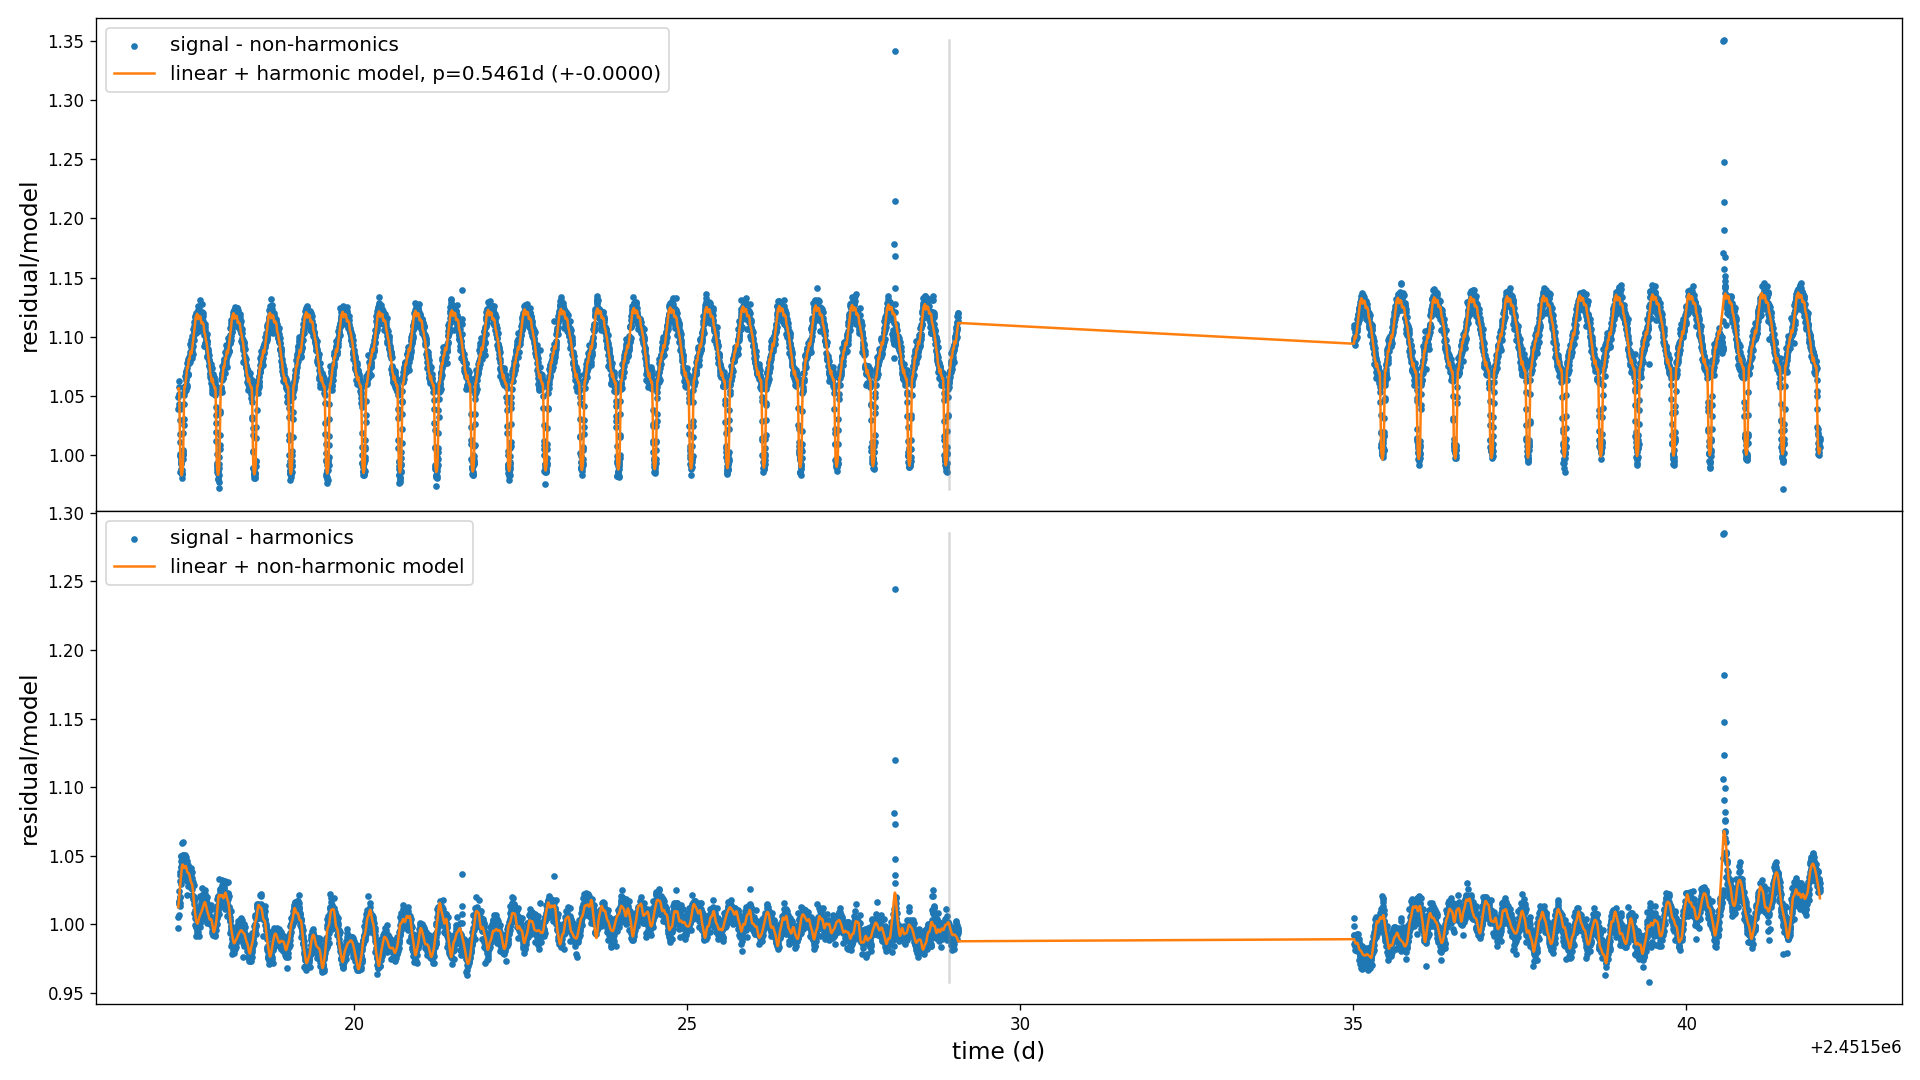 signal - non-harmonics
linear + harmonic model, p=0.5461d (+-0.0000)
1.35
1.30
1.25
1.20
1.15
1.10
1.05
1.00
residual/model
signal - harmonics
linear + non-harmonic model
1.30
1.25
1.20
1.15
1.10
1.05
1.00
0.95
residual/model
20 25 30 35 40
time (d)
+2.4515e6